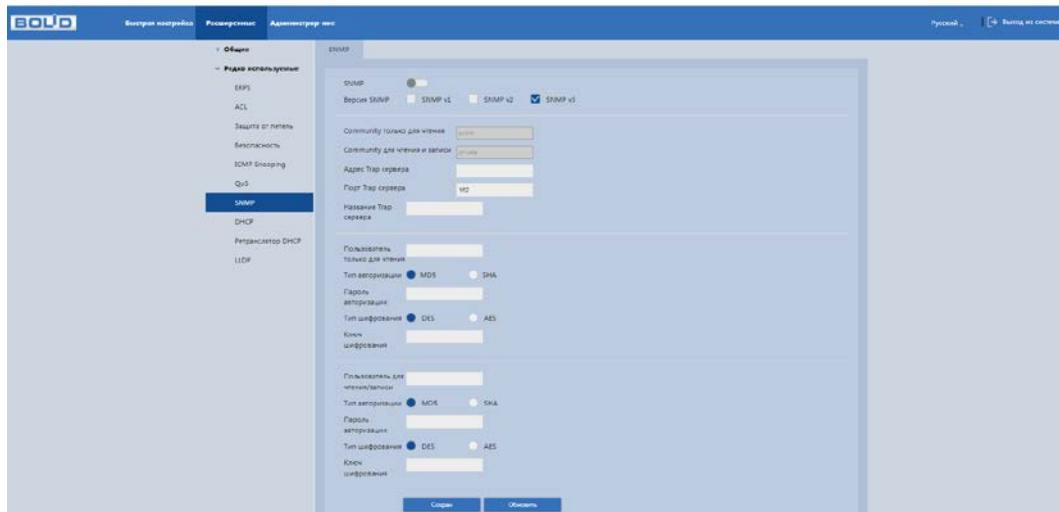 BOLID
Быстрая настройка Расширенные
Русский
Выход из системы
Общие
SNMP
Редко используемые
ERPS
ACL
Защита от петель
Безопасность
IGMP Snooping
QoS
SNMP
DHCP
Ретранслятор DHCP
LLDP
SNMP
Версия SNMP SNMP v1 SNMP v2 SNMP v3
Community только для чтения
Community для чтения и записи
Адрес Trap сервера
Порт Trap сервера 162
Название Trap
сервера
Пользователь
только для чтения
Тип авторизации MD5 SHA
Пароль
авторизации
Тип шифрования DES AES
Ключ
шифрования
Пользователь для
чтения/записи
Тип авторизации MD5 SHA
Пароль
авторизации
Тип шифрования DES AES
Ключ
шифрования
Сохран Обновить